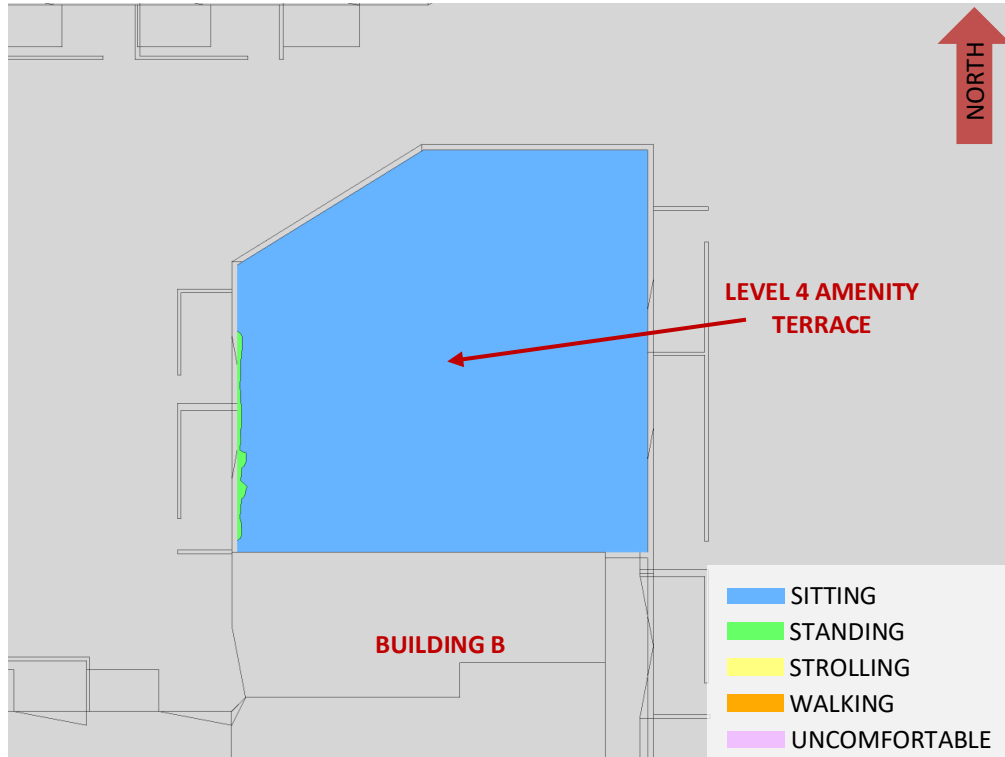 NORTH
LEVEL 4 AMENITY
TERRACE
BUILDING B
SITTING
STANDING
STROLLING
WALKING
UNCOMFORTABLE